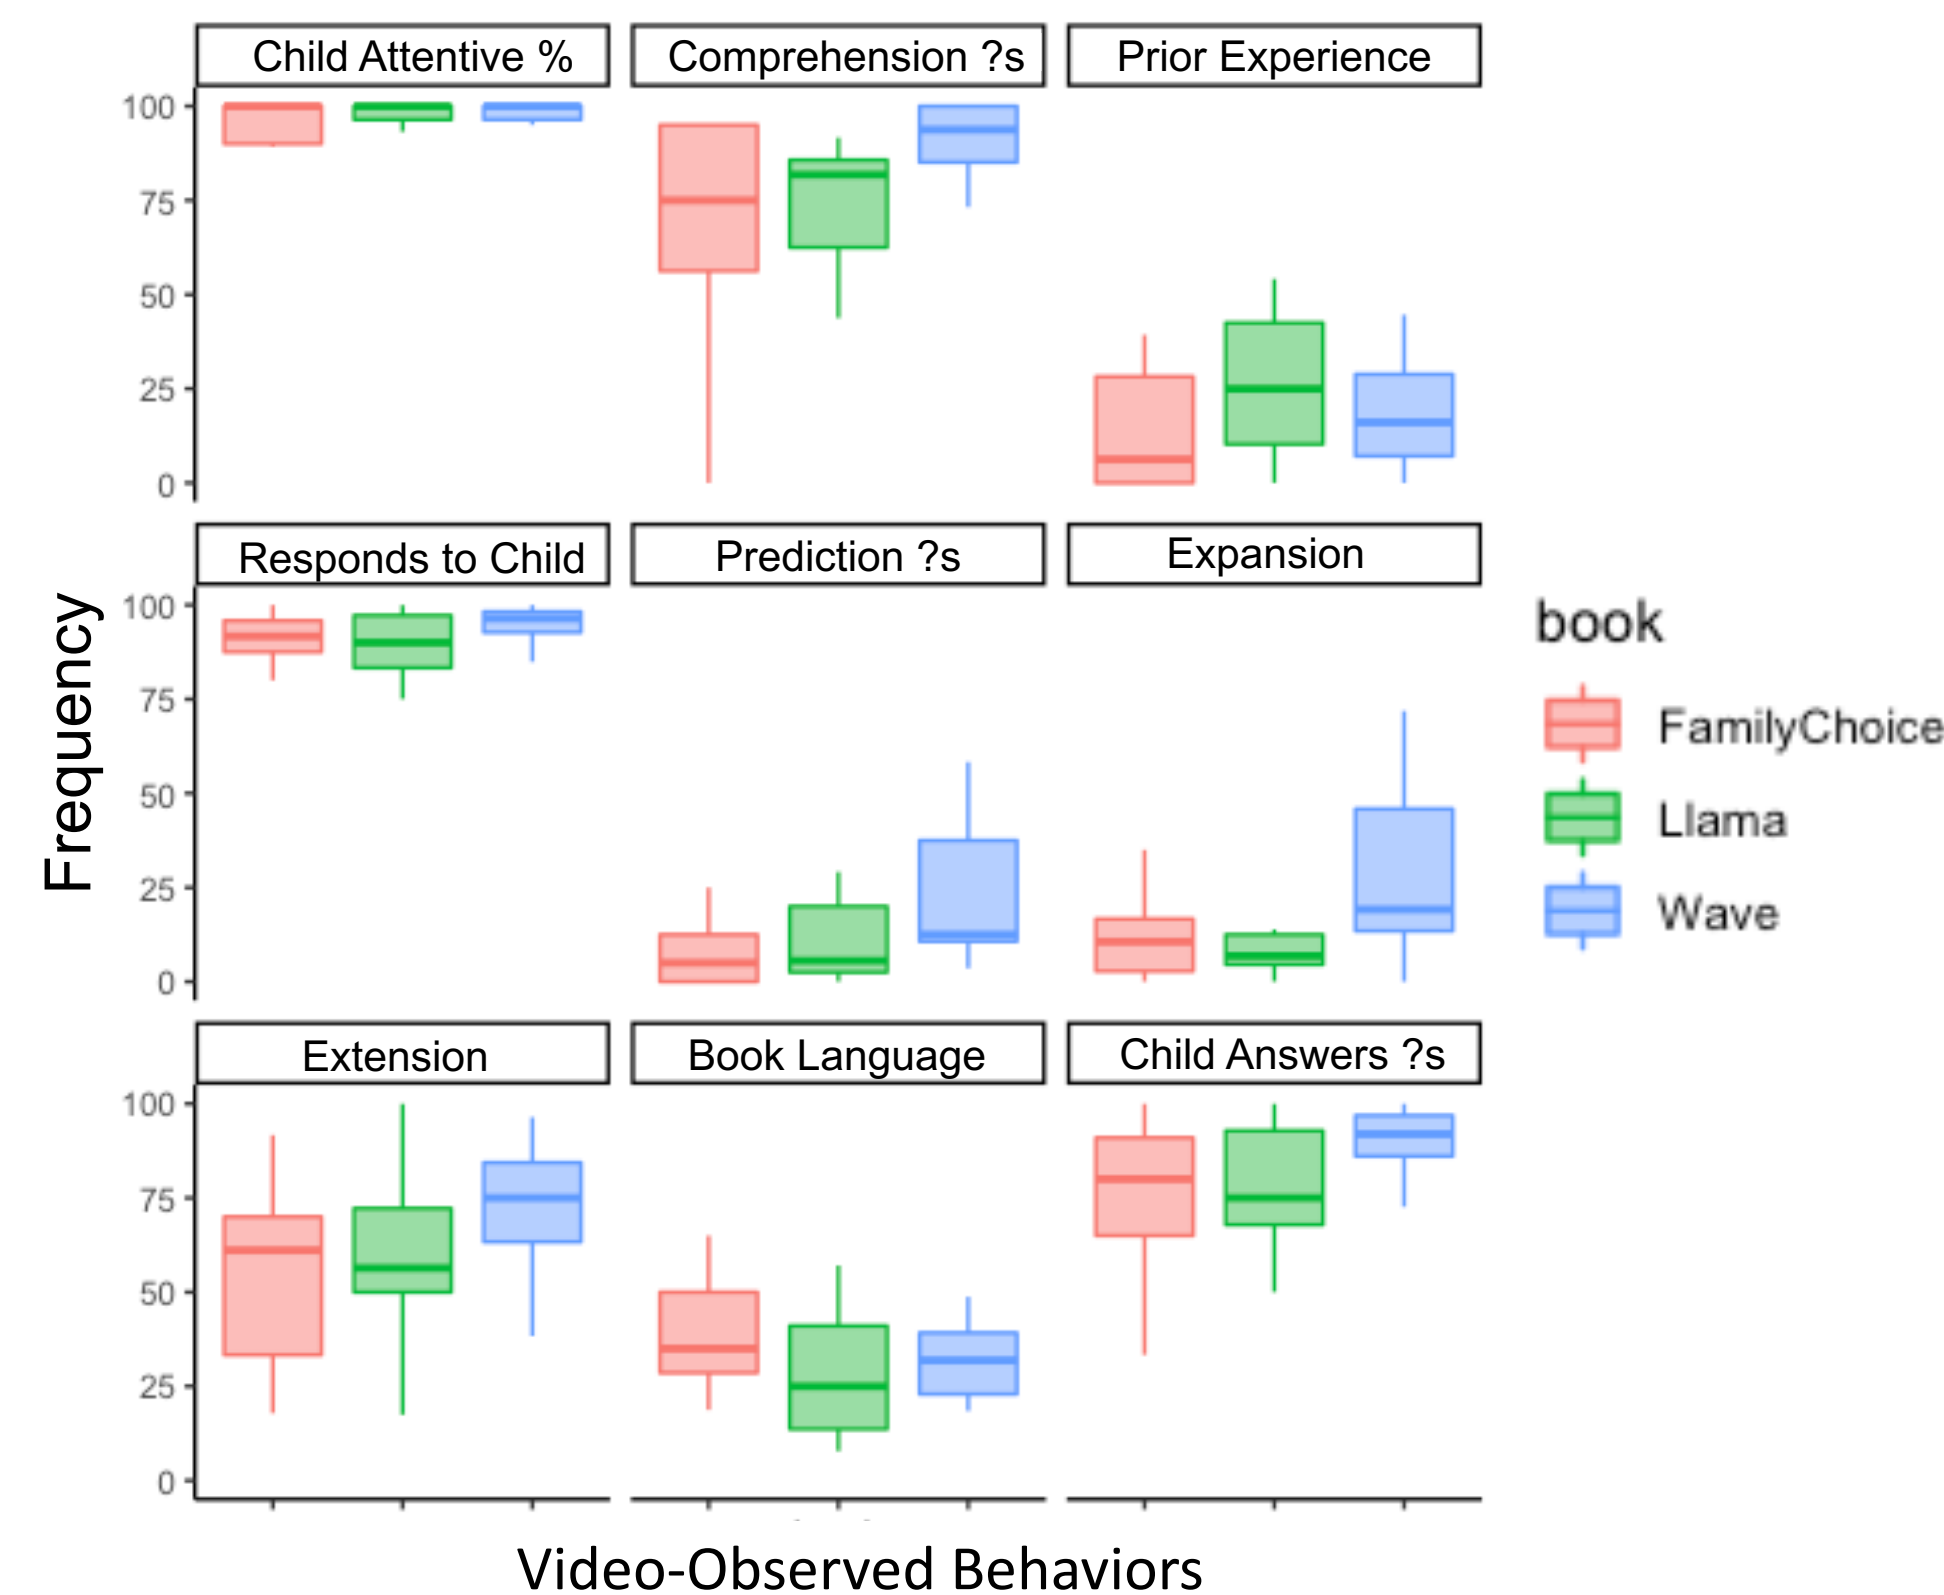 Child Attentive %
Comprehension ?s
Prior Experience
100
75
50
25
0
Responds to Child
Prediction ?s
Expansion
100
75
50
25
0
Extension
Book Language
Child Answers ?s
100
75
50
25
0
Frequency
Video-Observed Behaviors
book
FamilyChoice
Llama
Wave